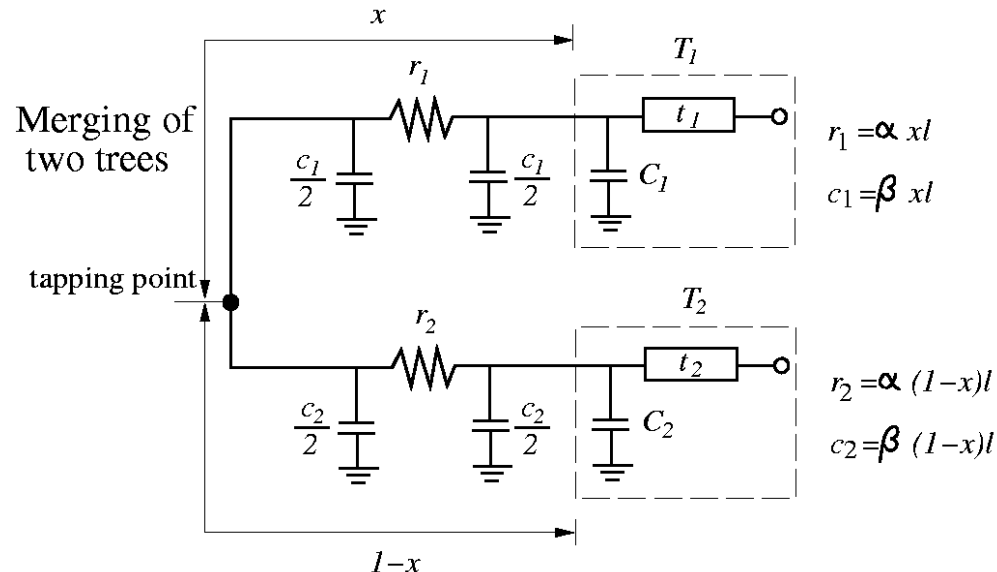 x
T1
r1
Merging of
two trees
t1
r1 = α xl
c1/2
c1/2
C1
c1 = β xl
tapping point
T2
r2
t2
r2 = α (1-x)l
c2/2
c2/2
C2
c2 = β (1-x)l
1-x